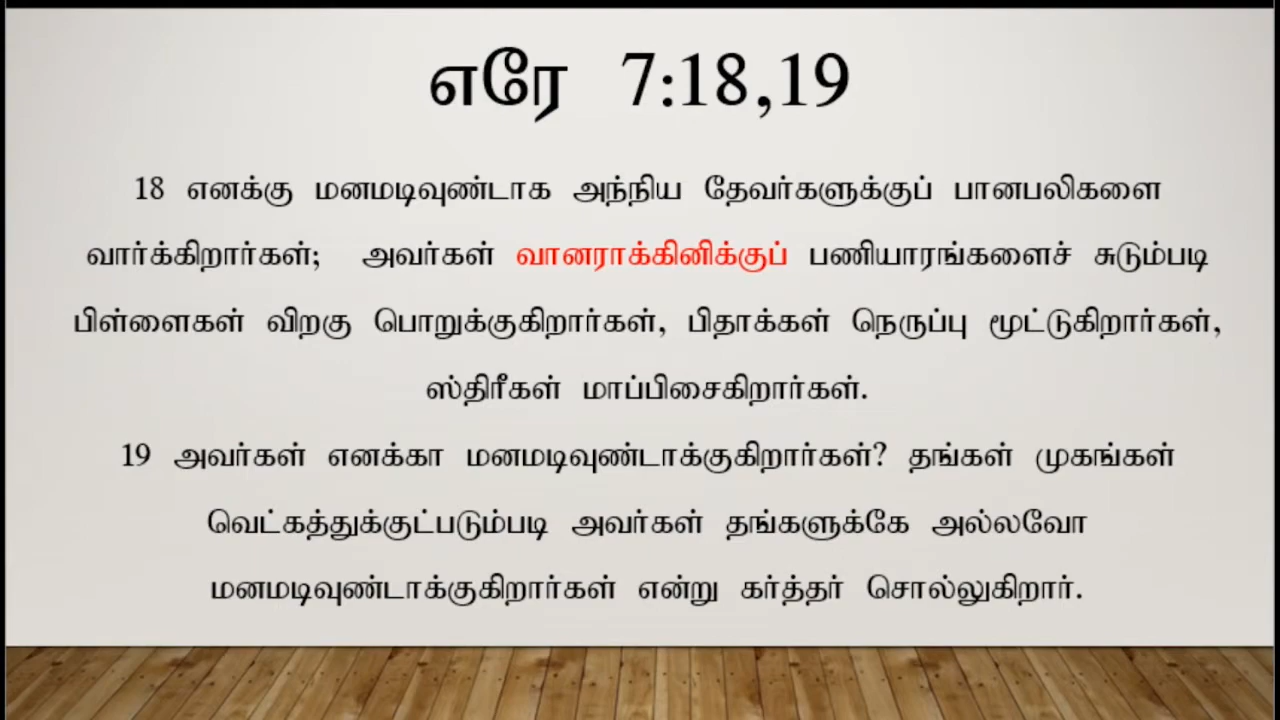 எரே 7:18,19
18 எனக்கு மனமடிவுண்டாக அந்நிய தேவர்களுக்குப் பானபலிகளை
வார்க்கிறார்கள்; அவர்கள் வானராக்கினிக்குப் பணியாரங்களைச் சுடும்படி
பிள்ளைகள் விறகு பொறுக்குகிறார்கள், பிதாக்கள் நெருப்பு மூட்டுகிறார்கள்,
ஸ்திரீகள் மாப்பிசைகிறார்கள்.
19 அவர்கள் எனக்கா மனமடிவுண்டாக்குகிறார்கள்? தங்கள் முகங்கள்
வெட்கத்துக்குட்படும்படி அவர்கள் தங்களுக்கே அல்லவோ
மனமடிவுண்டாக்குகிறார்கள் என்று கர்த்தர் சொல்லுகிறார்.